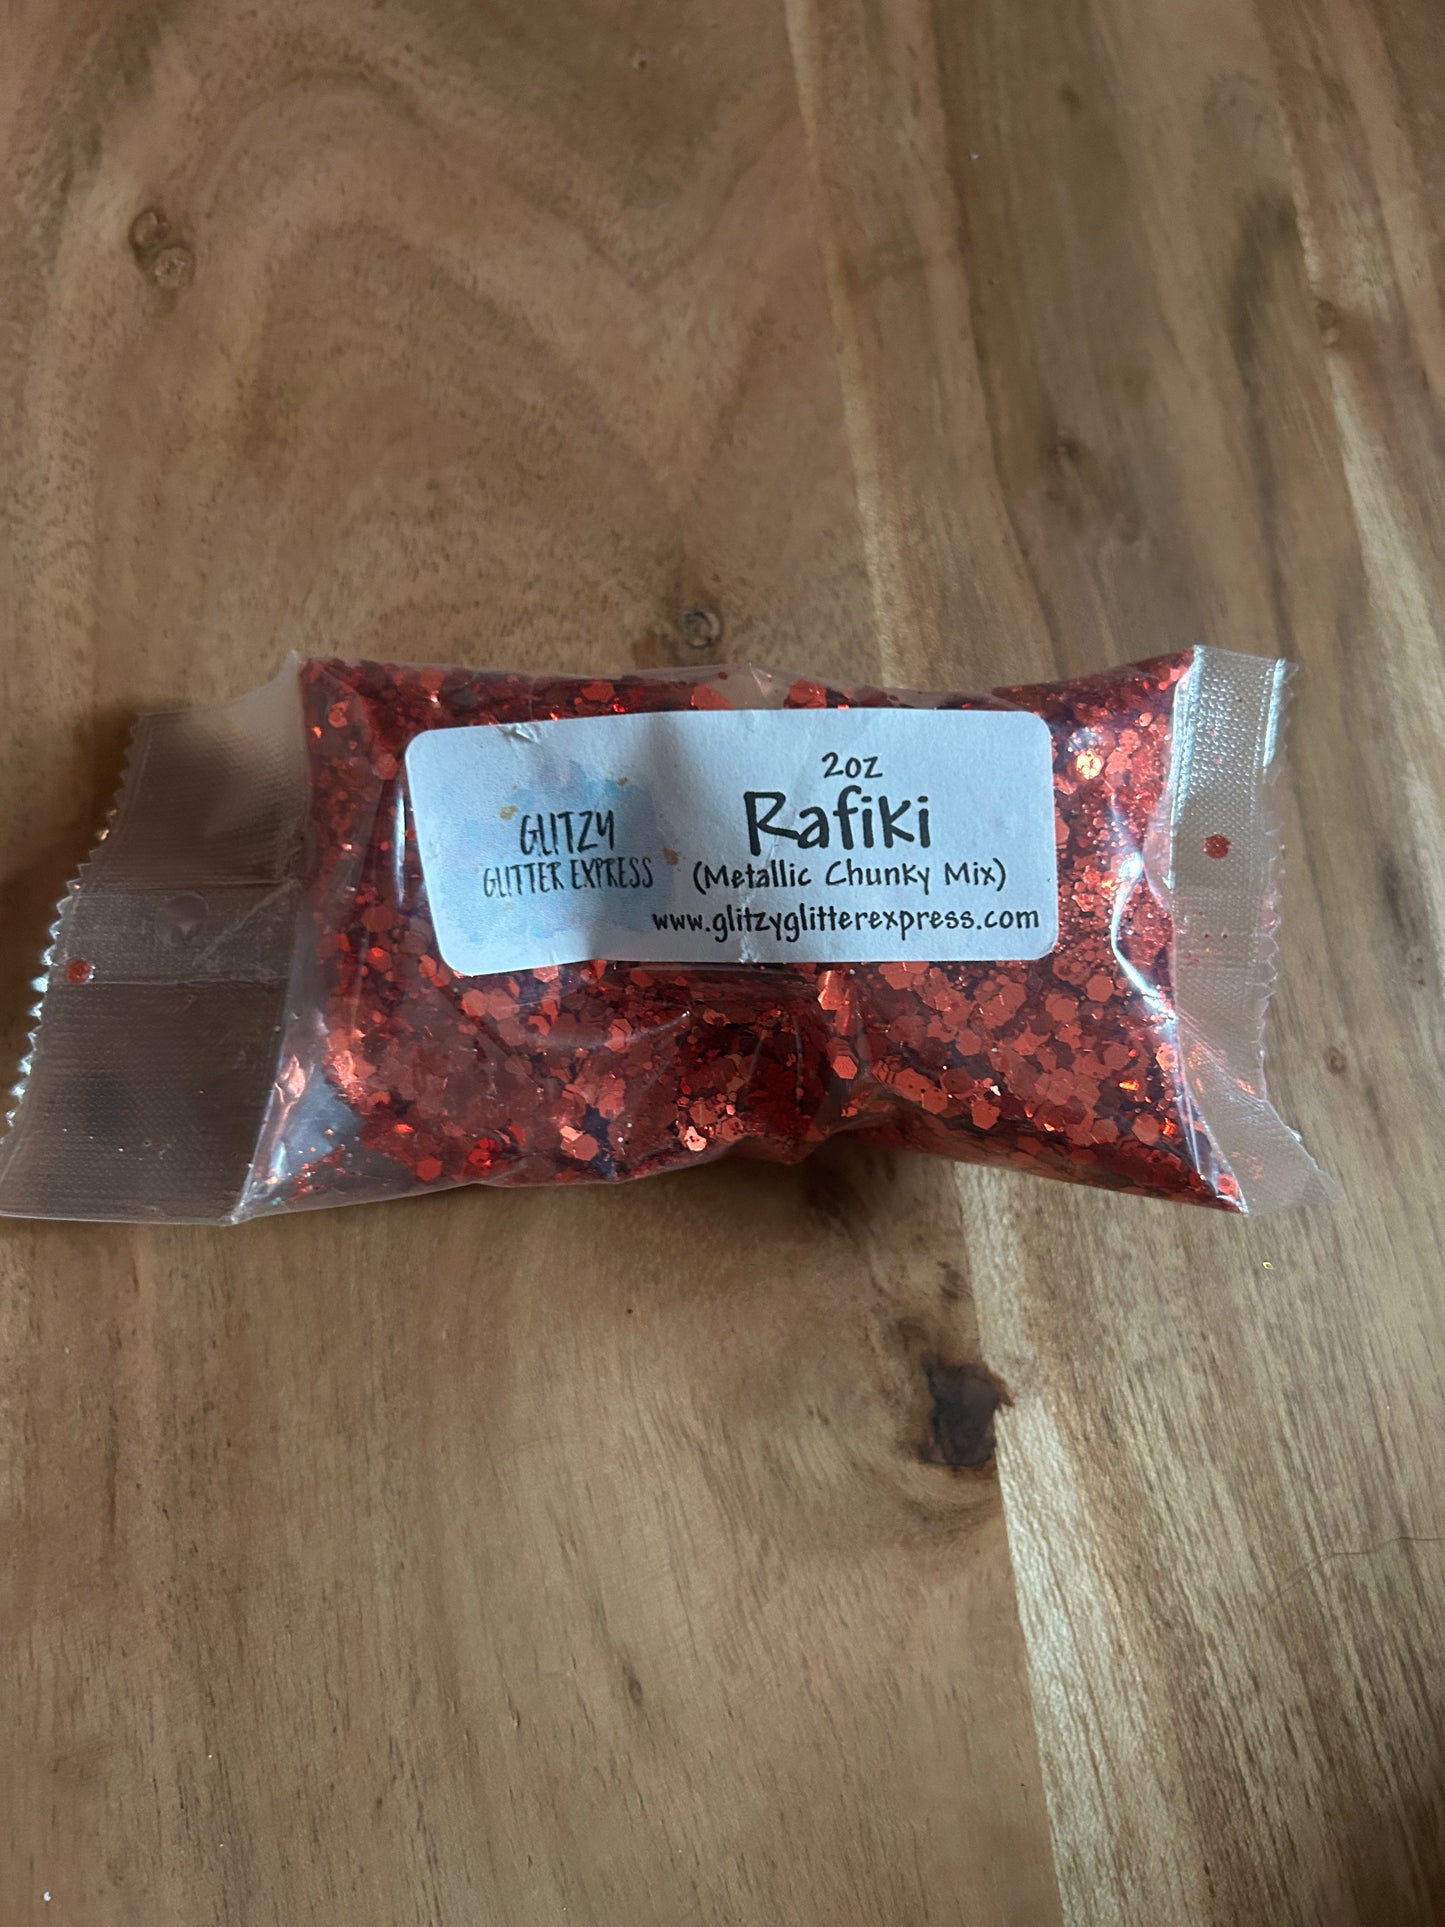 GLITZY
GLITTER EXPRESS
2oz
Rafiki
(Metallic Chunky Mix)
www.glitzyglitterexpress.com